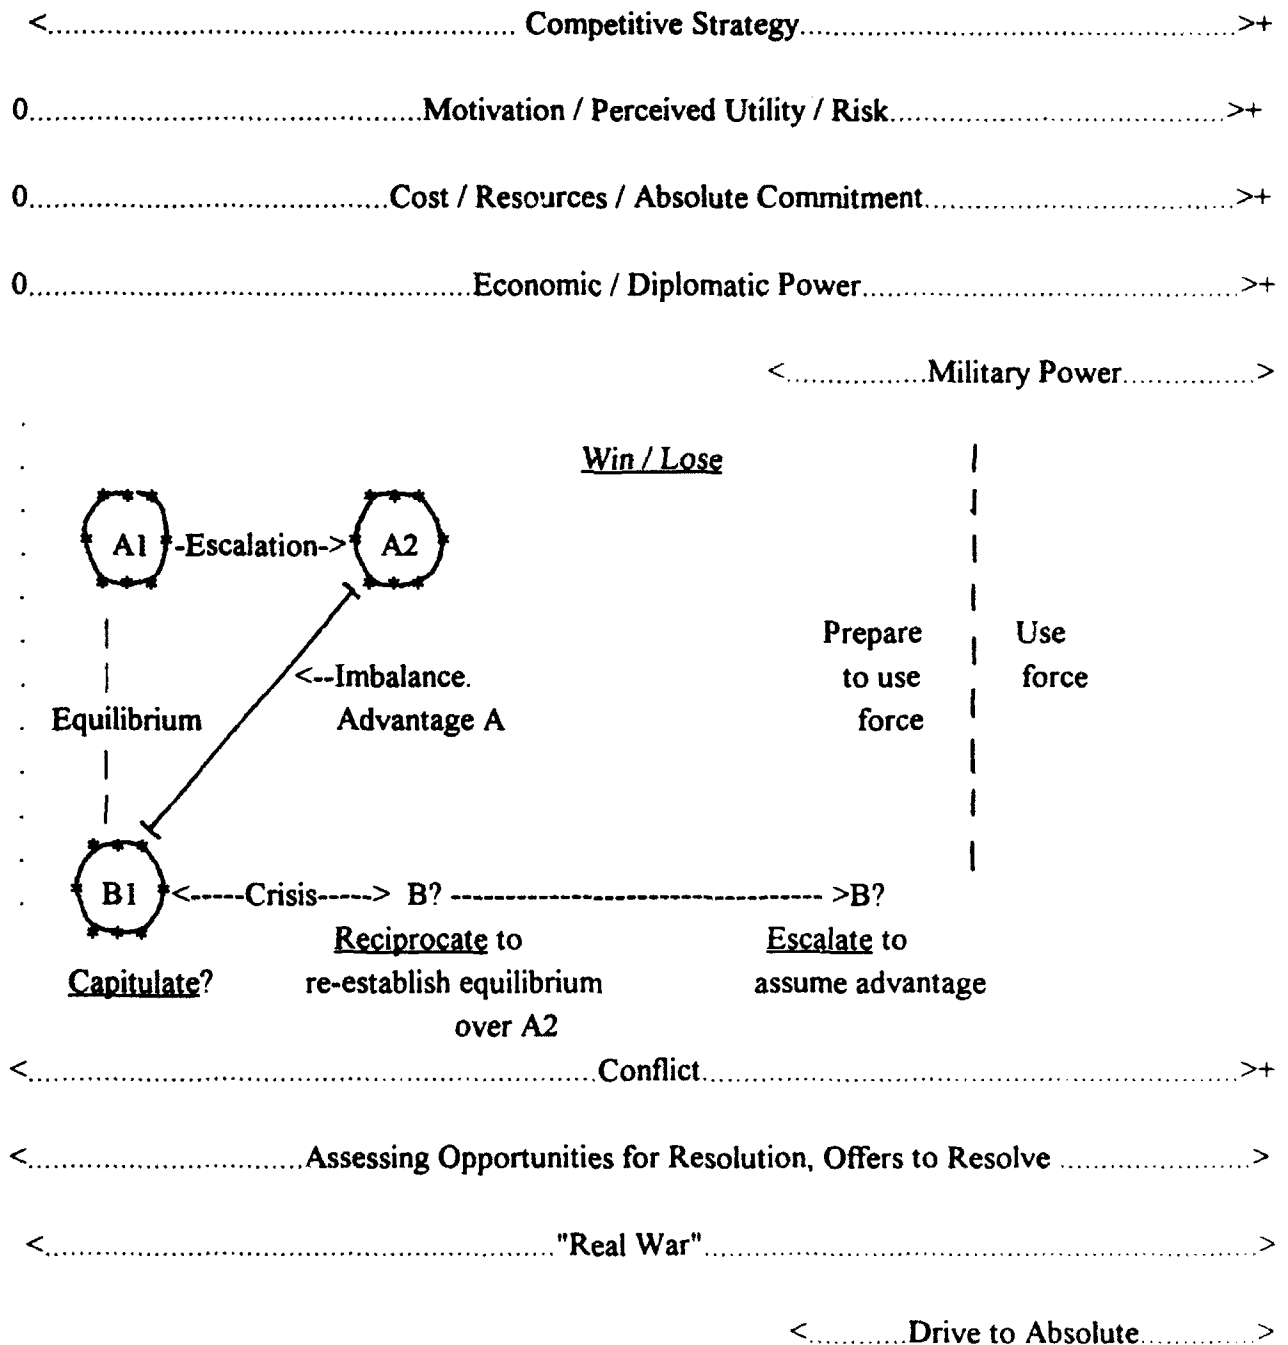 <.......................................................Competitive Strategy....................................................>+
0...............................................Motivation / Perceived Utility / Risk........................................>+
0...........................................Cost / Resources / Absolute Commitment.....................................>+
0.....................................................Economic / Diplomatic Power.............................................>+
<.................Military Power................>
Win / Lose
A1 -Escalation-> A2
Prepare Use
<--Imbalance. to use force
Equilibrium Advantage A force
B1 <-----Crisis-----> B? ---------------------------------- >B?
Reciprocate to Escalate to
Capitulate? re-establish equilibrium assume advantage
over A2
<....................................................................Conflict................................................................>+
<.................................Assessing Opportunities for Resolution, Offers to Resolve .......................>
<.............................................................."Real War"...................................................................>
<...........Drive to Absolute.............>